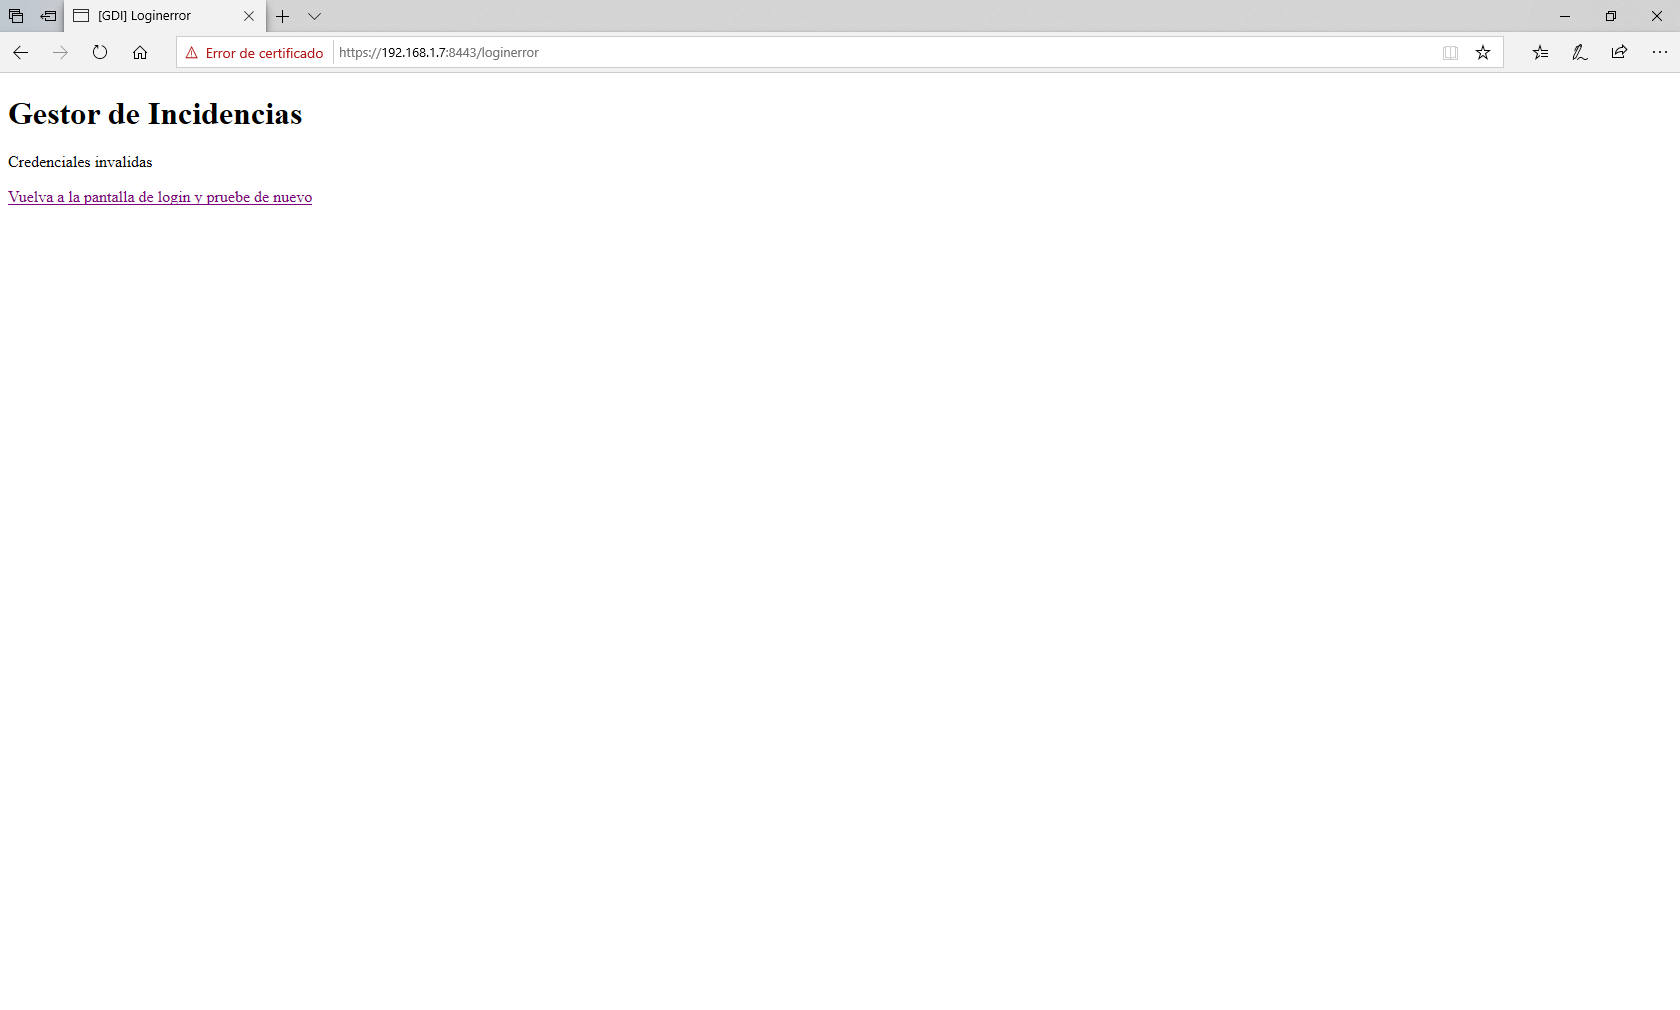 [GDI] Loginerror
Error de certificado
https://192.168.1.7:8443/loginerror
Gestor de Incidencias
Credenciales invalidas
Vuelva a la pantalla de login y pruebe de nuevo